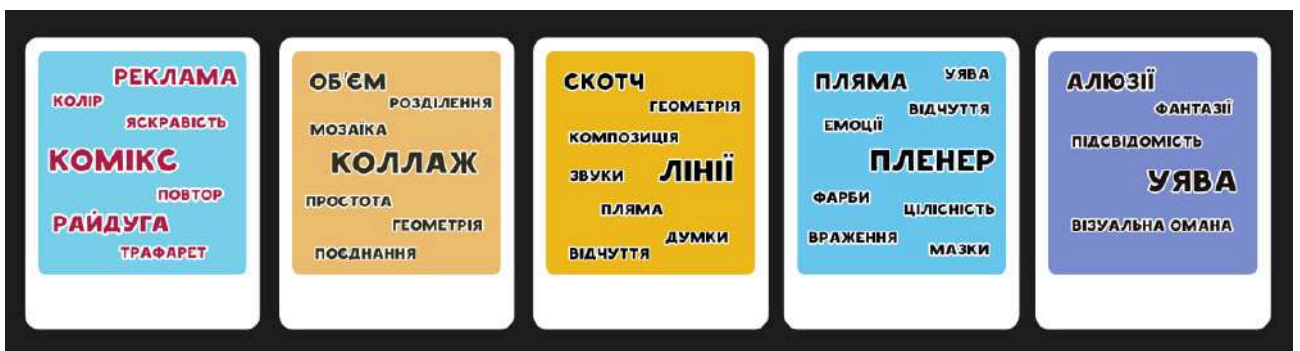 РЕКЛАМА
КОЛІР
ЯСКРАВІСТЬ
КОМІКС
ПОВТОР
РАЙДУГА
ТРАФАРЕТ
ОБ'ЄМ
РОЗДІЛЕННЯ
МОЗАЇКА
КОЛЛАЖ
ПРОСТОТА
ГЕОМЕТРІЯ
ПОЄДНАННЯ
СКОТЧ
ГЕОМЕТРІЯ
КОМПОЗИЦІЯ
ЗВУКИ ЛІНІЇ
ПЛЯМА
ДУМКИ
ВІДЧУТТЯ
ПЛЯМА УЯВА
ВІДЧУТТЯ
ЕМОЦІЇ
ПЛЕНЕР
ФАРБИ
ЦІЛІСНІСТЬ
ВРАЖЕННЯ
МАЗКИ
АЛЮЗІЇ
ФАНТАЗІЇ
ПІДСВІДОМІСТЬ
УЯВА
ВІЗУАЛЬНА ОМАНА